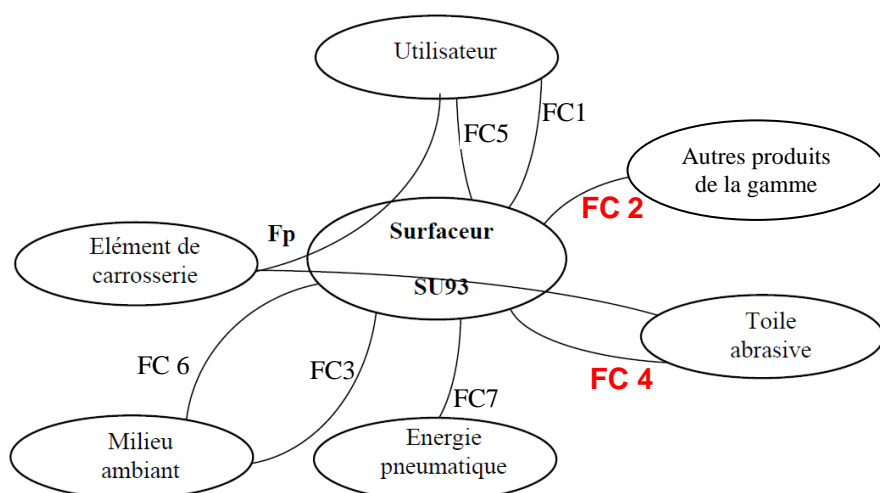 Utilisateur
FC5
FC1
Autres produits
de la gamme
FC 2
Fp
Surfaceur
SU93
Elément de
carrosserie
Toile
abrasive
FC 6
FC3
FC 4
FC7
Milieu
ambiant
Energie
pneumatique